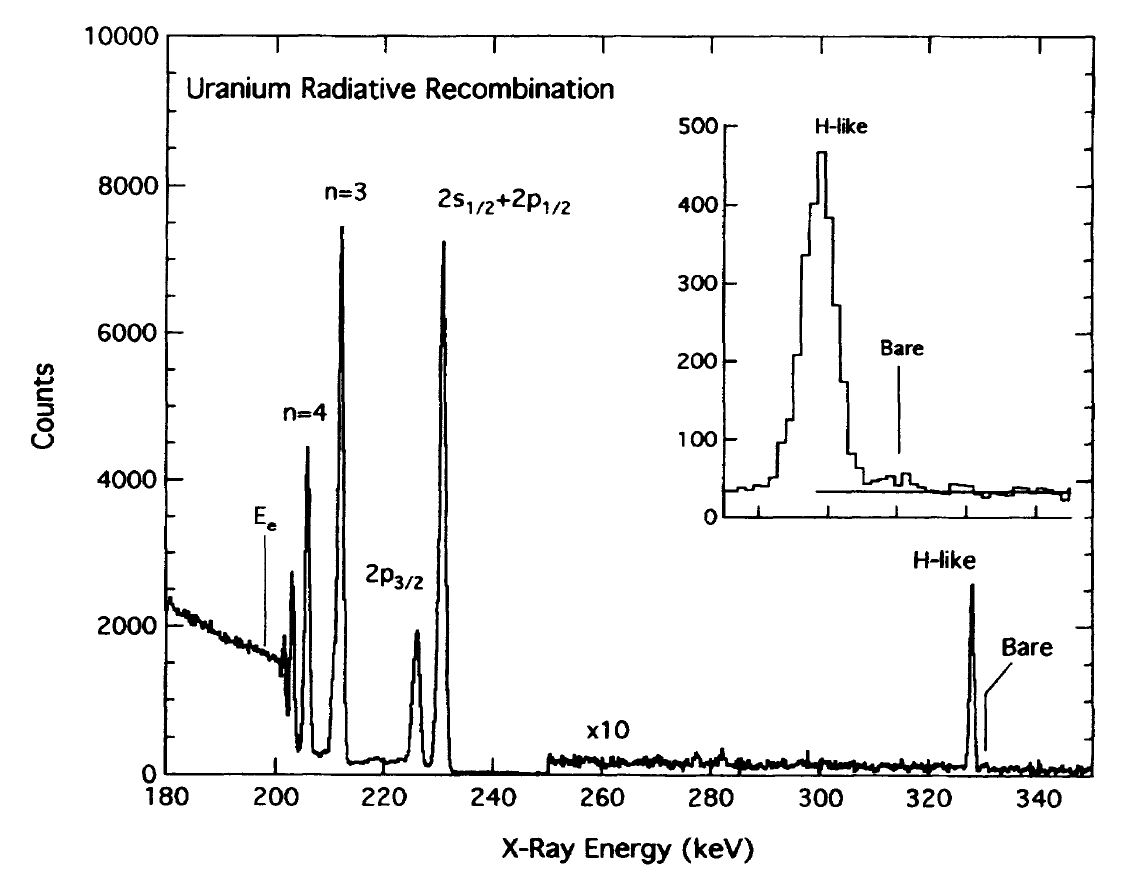 Uranium Radiative Recombination
10000
8000
6000
4000
2000
0
Counts
n=3
2s1/2+2p1/2
n=4
Ee
2p3/2
x10
H-like
Bare
500
400
300
200
100
0
H-like
Bare
180 200 220 240 260 280 300 320 340
X-Ray Energy (keV)